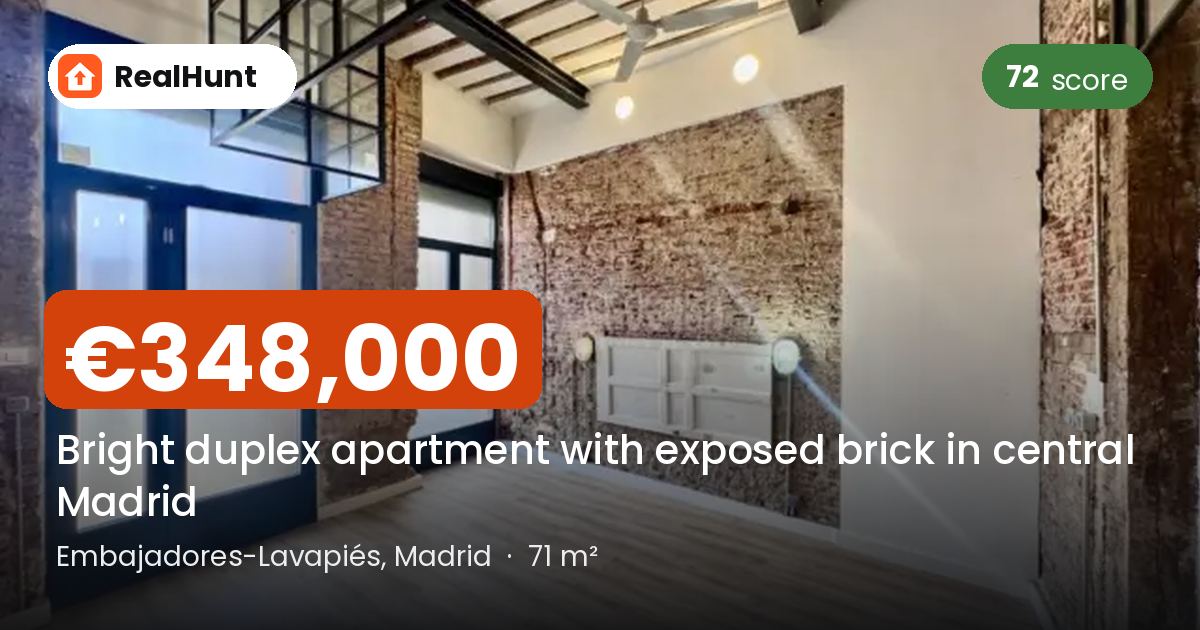 RealHunt
72 score
€348,000
Bright duplex apartment with exposed brick in central
Madrid
Embajadores-Lavapiés, Madrid · 71 m²